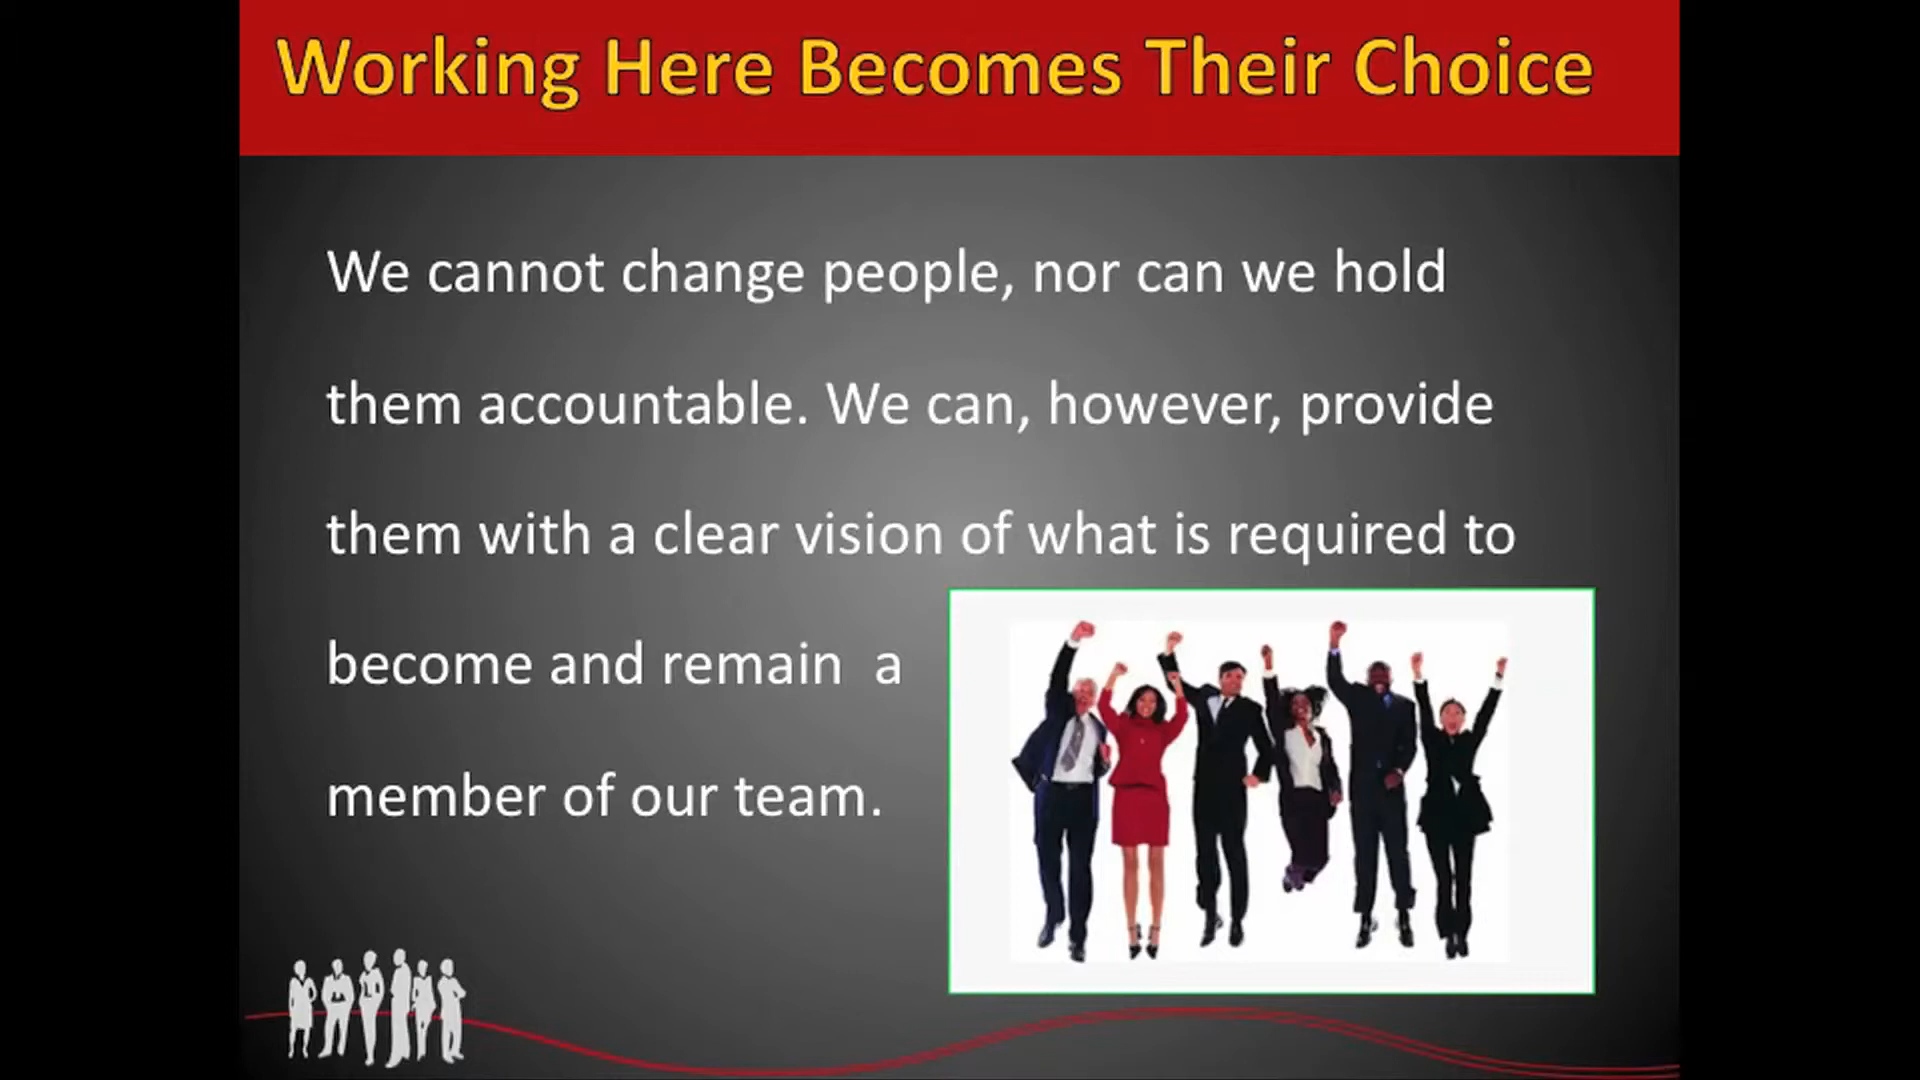 Working Here Becomes Their Choice
We cannot change people, nor can we hold
them accountable. We can, however, provide
them with a clear vision of what is required to
become and remain  a
member of our team.